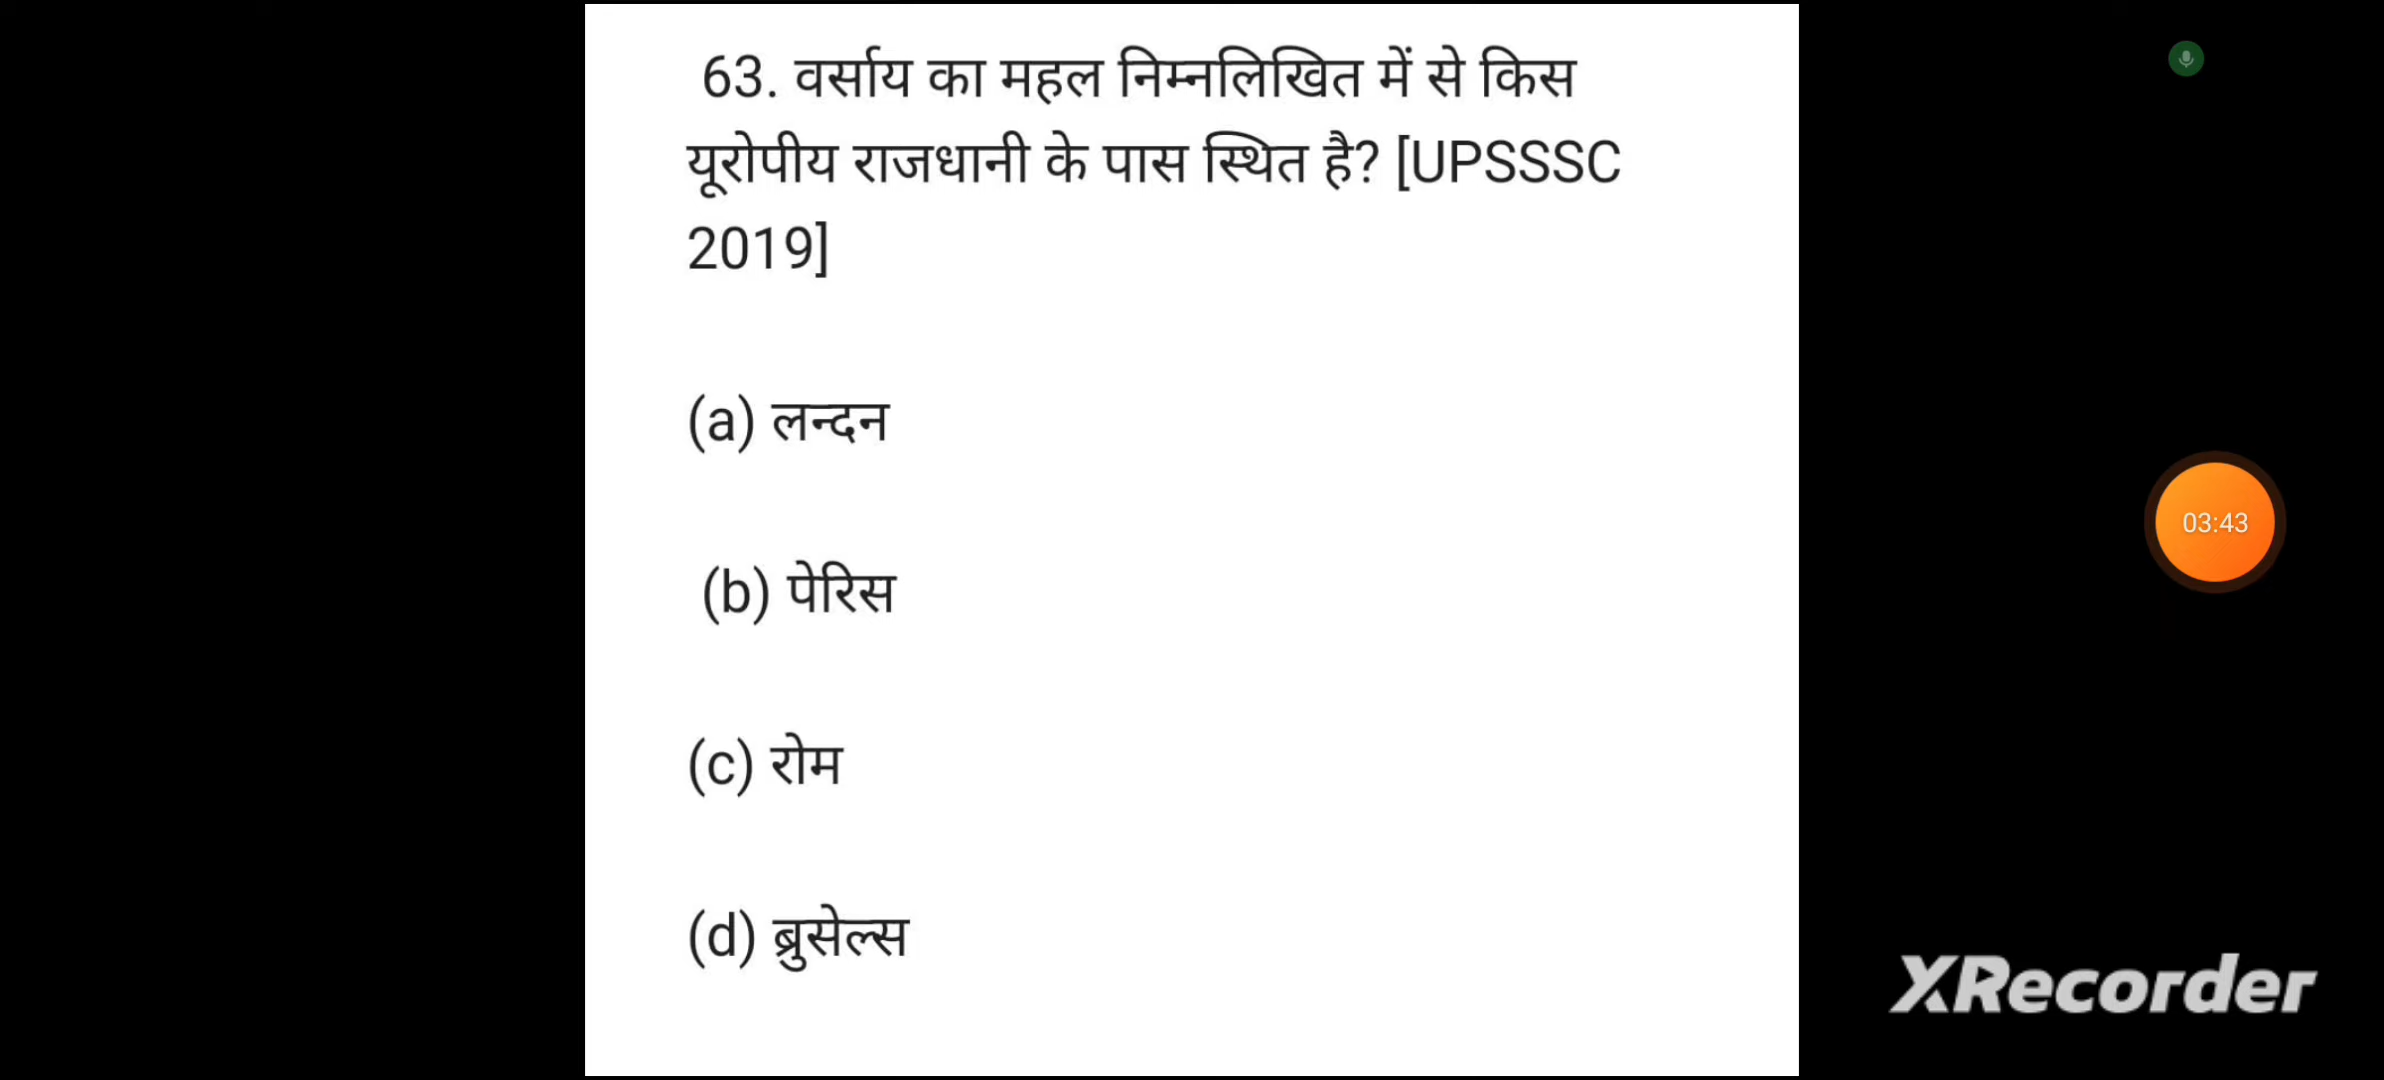 63. वर्साय का महल निम्नलिखित में से किस
यूरोपीय राजधानी के पास स्थित है? [UPSSSC
2019]
(a) लन्दन
(b) पेरिस
(c) रोम
(d) ब्रुसेल्स
03:43
XRecorder